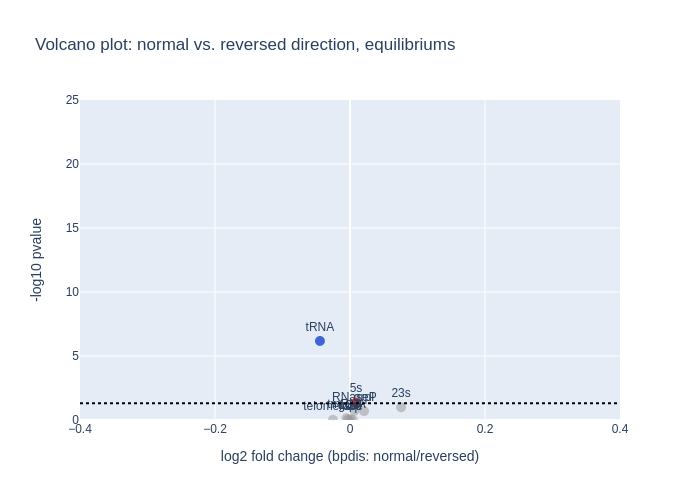 Volcano plot: normal vs. reversed direction, equilibriums
25
20
15
10
5
0
-log10 pvalue
tRNA
5s
23s
−0.4
−0.2
0
0.2
0.4
log2 fold change (bpdis: normal/reversed)